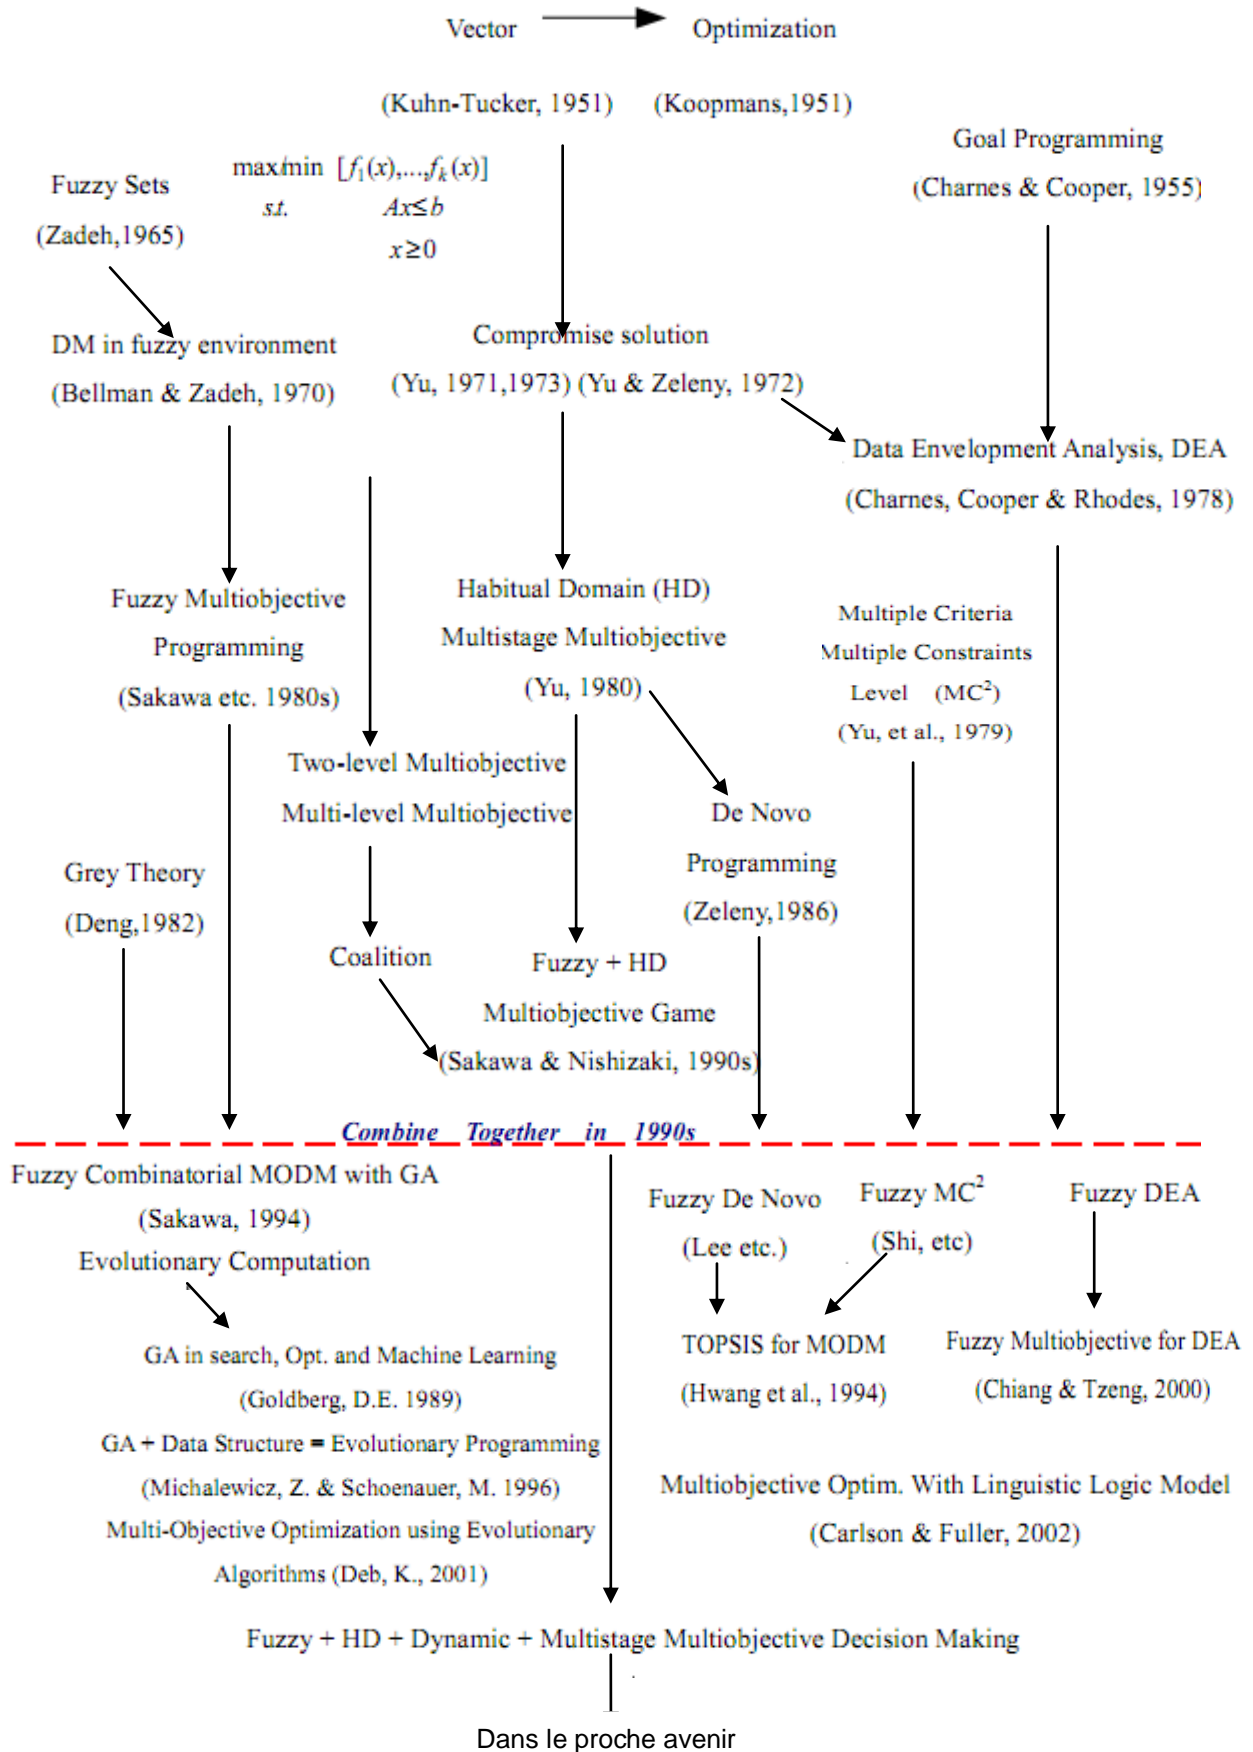 Vector Optimization
(Kuhn-Tucker, 1951) (Koopmans,1951)
Goal Programming
(Charnes & Cooper, 1955)
max/min [f₁(x),...,fₖ(x)]
s.t. Ax≤b
x≥0
Fuzzy Sets
(Zadeh,1965)
DM in fuzzy environment
(Bellman & Zadeh, 1970)
Compromise solution
(Yu, 1971,1973) (Yu & Zeleny, 1972)
Data Envelopment Analysis, DEA
(Charnes, Cooper & Rhodes, 1978)
Fuzzy Multiobjective
Programming
(Sakawa etc. 1980s)
Habitual Domain (HD)
Multistage Multiobjective
(Yu, 1980)
Multiple Criteria
Multiple Constraints
Level (MC²)
(Yu, et al., 1979)
Two-level Multiobjective
Multi-level Multiobjective
De Novo
Programming
(Zeleny,1986)
Grey Theory
(Deng,1982)
Coalition
Fuzzy + HD
Multiobjective Game
(Sakawa & Nishizaki, 1990s)
Combine Together in 1990s
Fuzzy Combinatorial MODM with GA
(Sakawa, 1994)
Evolutionary Computation
Fuzzy De Novo
(Lee etc.)
Fuzzy MC²
(Shi, etc)
Fuzzy DEA
GA in search, Opt. and Machine Learning
(Goldberg, D.E. 1989)
GA + Data Structure = Evolutionary Programming
(Michalewicz, Z. & Schoenauer, M. 1996)
Multi-Objective Optimization using Evolutionary
Algorithms (Deb, K., 2001)
TOPSIS for MODM
(Hwang et al., 1994)
Fuzzy Multiobjective for DEA
(Chiang & Tzeng, 2000)
Multiobjective Optim. With Linguistic Logic Model
(Carlson & Fuller, 2002)
Fuzzy + HD + Dynamic + Multistage Multiobjective Decision Making
Dans le proche avenir